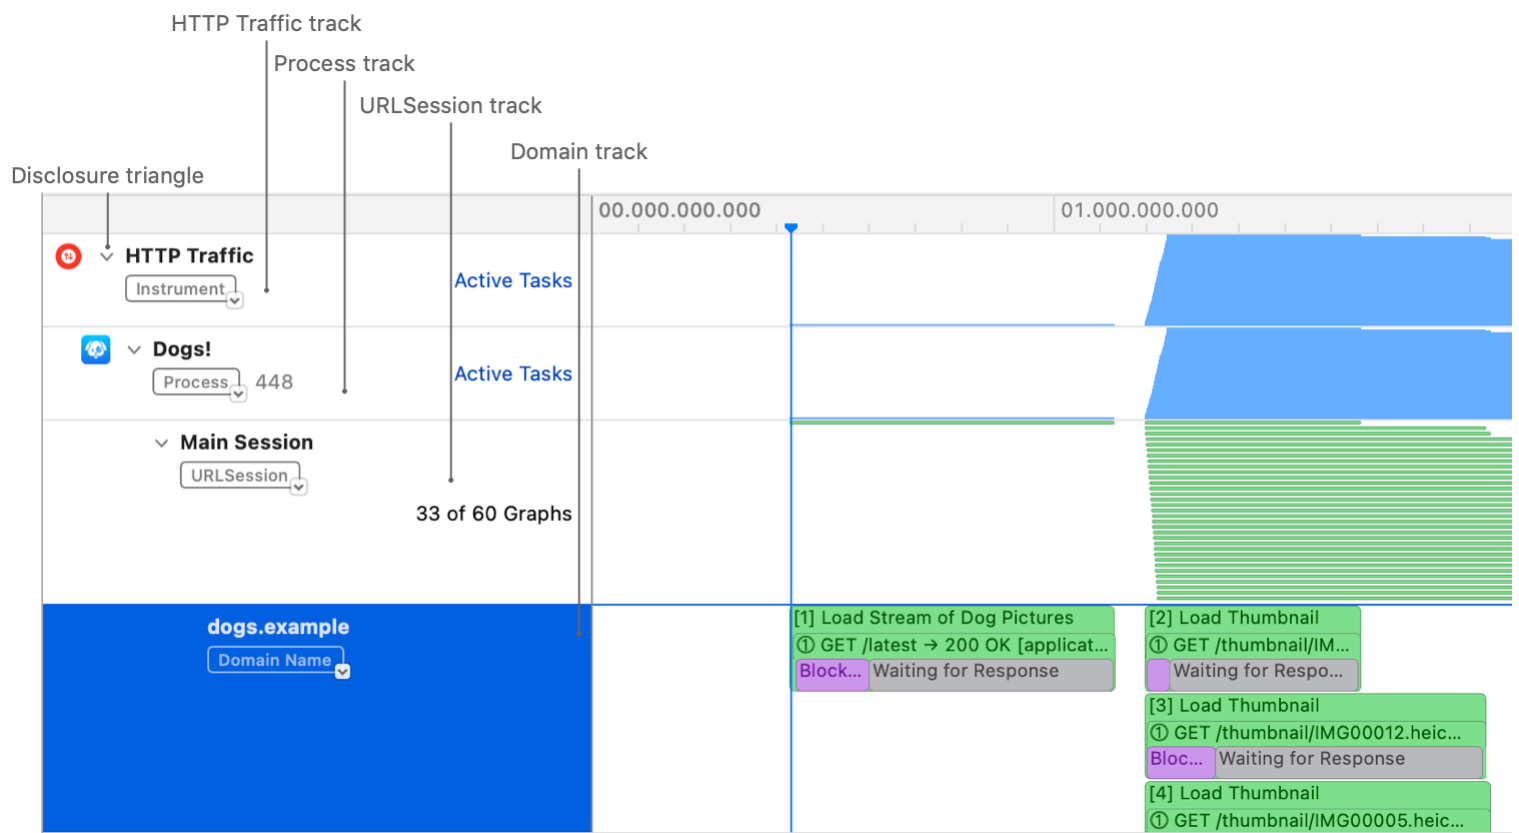 HTTP Traffic track
Process track
URLSession track
Domain track
Disclosure triangle
00.000.000.000
01.000.000.000
HTTP Traffic
Instrument
Active Tasks
Dogs!
Process 448
Active Tasks
Main Session
URLSession
33 of 60 Graphs
dogs.example
Domain Name
[1] Load Stream of Dog Pictures
① GET /latest → 200 OK [applicat...
Block... Waiting for Response
[2] Load Thumbnail
① GET /thumbnail/IM...
Waiting for Respo...
[3] Load Thumbnail
① GET /thumbnail/IMG00012.heic...
Bloc... Waiting for Response
[4] Load Thumbnail
① GET /thumbnail/IMG00005.heic...